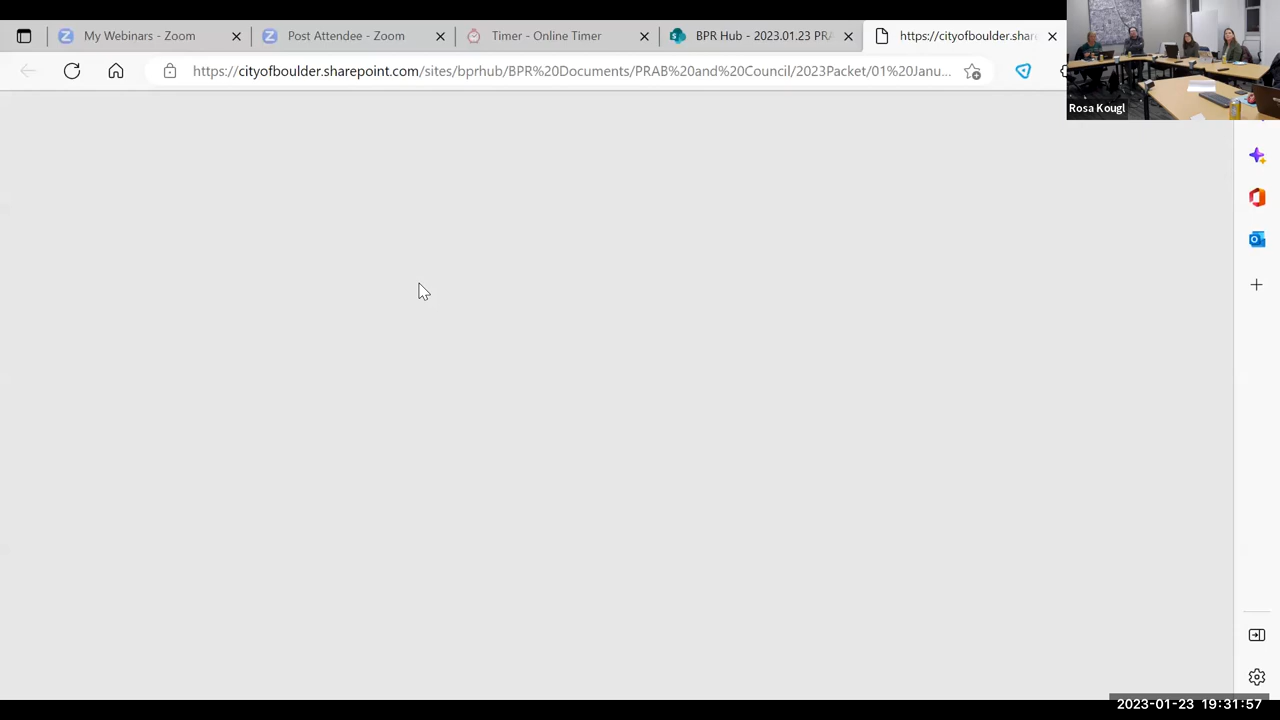 My Webinars - Zoom
Post Attendee - Zoom
Timer - Online Timer
BPR Hub - 2023.01.23 PRA
https://cityofboulder.shar
https://cityofboulder.sharepoint.com/sites/bprhub/BPR%20Documents/PRAB%20and%20Council/2023Packet/01%20Janu...
Rosa Kougl
2023-01-23 19:31:57